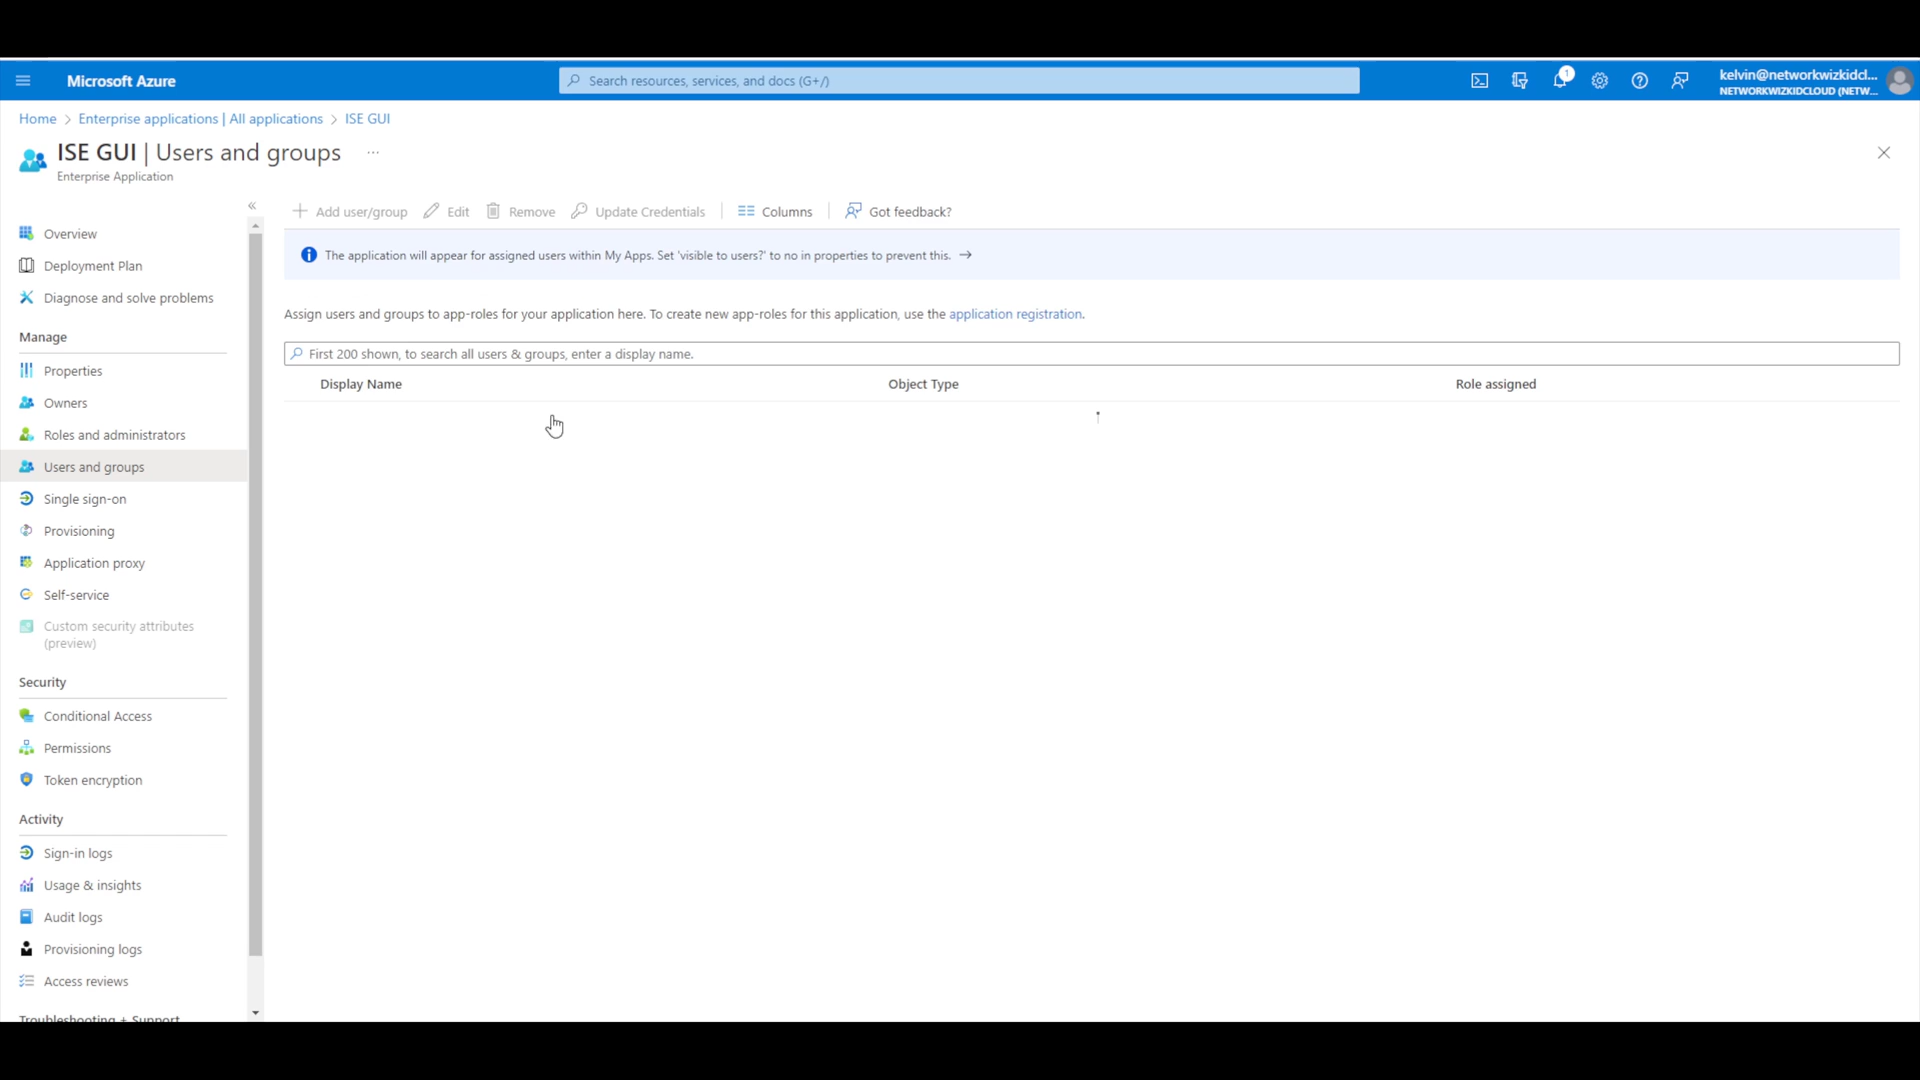 Microsoft Azure
Search resources, services, and docs (G+/)
1
kelvin@networkwizkidcl...
NETWORKWIZKIDCLOUD (NETW...
Home > Enterprise applications | All applications > ISE GUI
ISE GUI | Users and groups ...
Enterprise Application
Add user/group Edit Remove Update Credentials Columns Got feedback?
The application will appear for assigned users within My Apps. Set 'visible to users?' to no in properties to prevent this. →
Assign users and groups to app-roles for your application here. To create new app-roles for this application, use the application registration.
First 200 shown, to search all users & groups, enter a display name.
Display Name Object Type Role assigned
Overview
Deployment Plan
Diagnose and solve problems
Manage
Properties
Owners
Roles and administrators
Users and groups
Single sign-on
Provisioning
Application proxy
Self-service
Custom security attributes
(preview)
Security
Conditional Access
Permissions
Token encryption
Activity
Sign-in logs
Usage & insights
Audit logs
Provisioning logs
Access reviews
Troubleshooting + Support